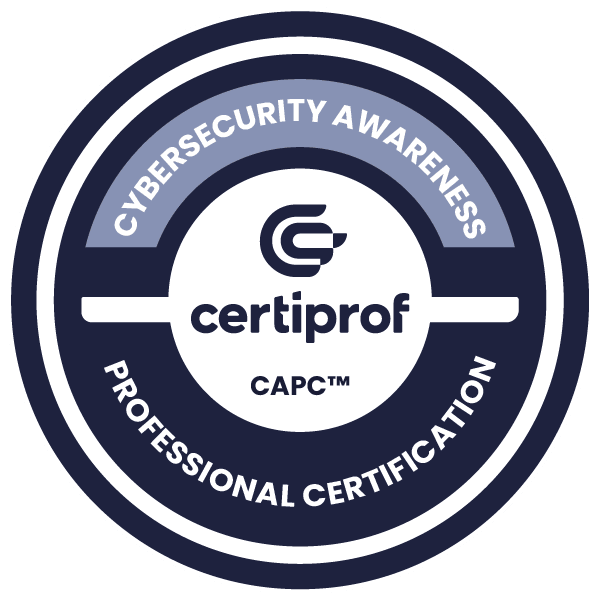 CYBERSECURITY AWARENESS
certiprof
CAPC™
PROFESSIONAL CERTIFICATION